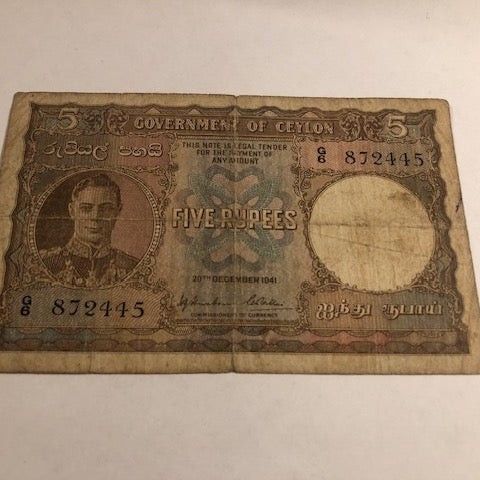 5 GOVERNMENT OF CEYLON 5
රුපියල් පහයි
THIS NOTE IS LEGAL TENDER
FOR THE PAYMENT OF
ANY AMOUNT
G/6 872445
FIVE RUPEES
20TH DECEMBER 1941
G/6 872445
COMMISSIONERS OF CURRENCY
ஐந்து ரூபாய்